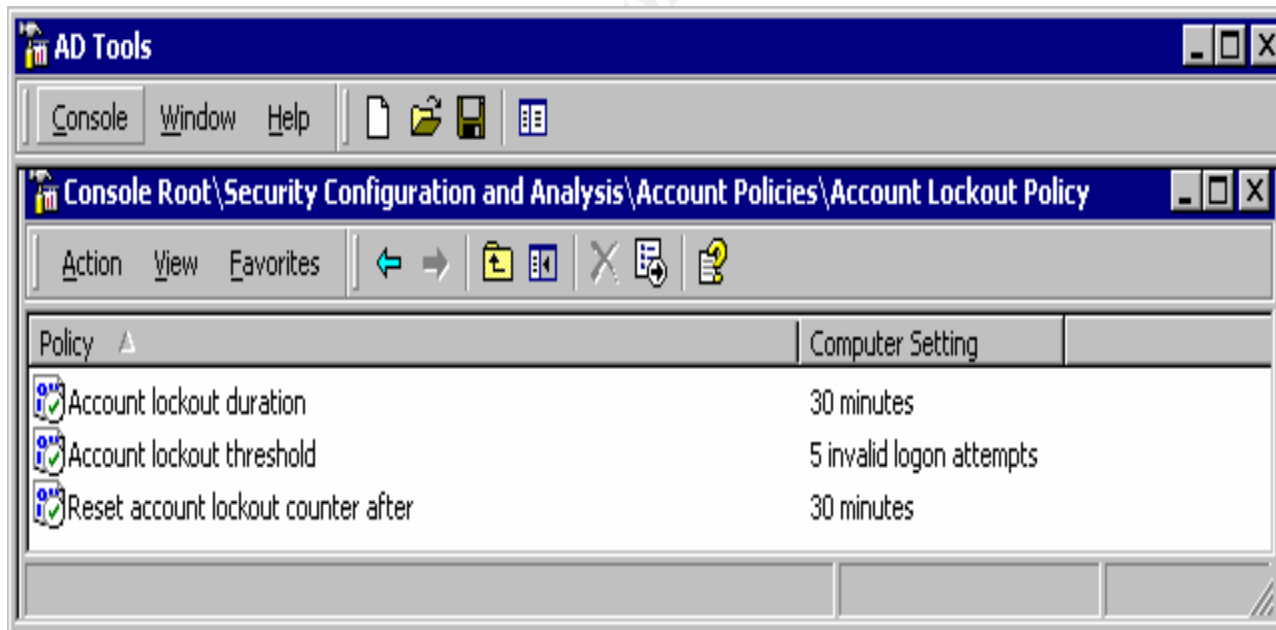 AD Tools
Console Window Help
Console Root\Security Configuration and Analysis\Account Policies\Account Lockout Policy
Action View Favorites
Policy Computer Setting
Account lockout duration 30 minutes
Account lockout threshold 5 invalid logon attempts
Reset account lockout counter after 30 minutes